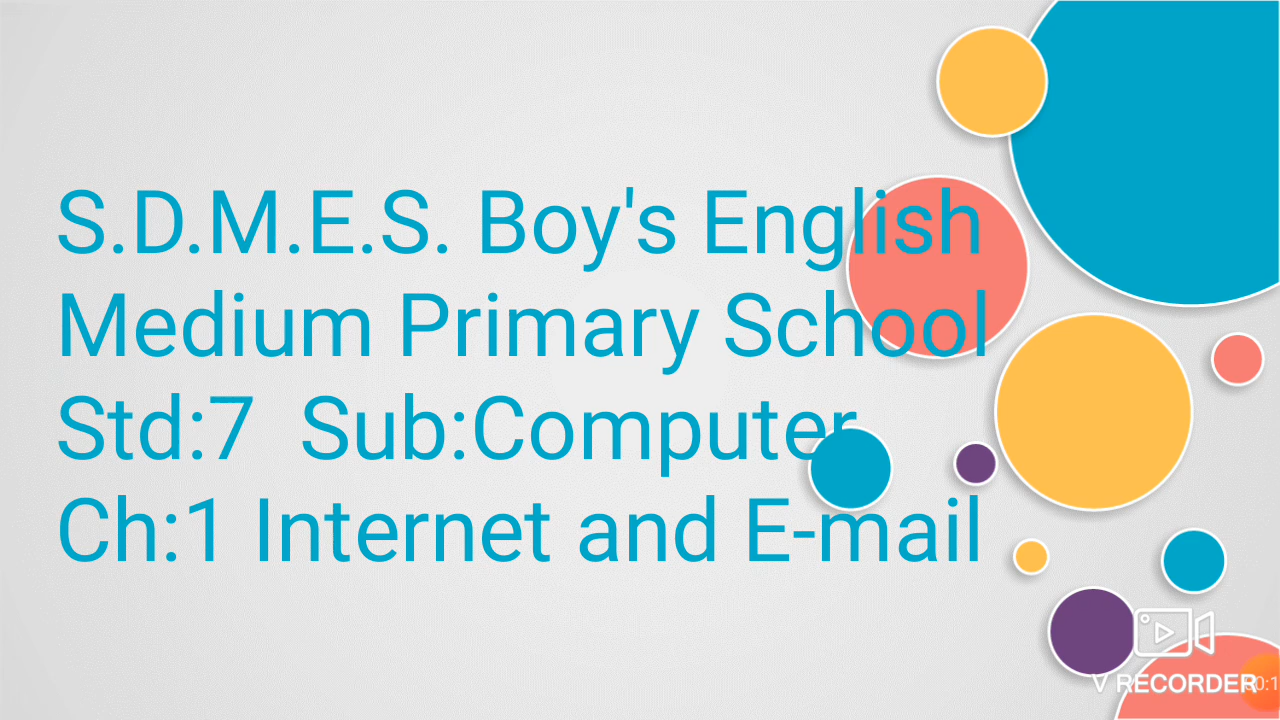 S.D.M.E.S. Boy's English
Medium Primary School
Std:7  Sub:Computer
Ch:1 Internet and E-mail
V RECORDER